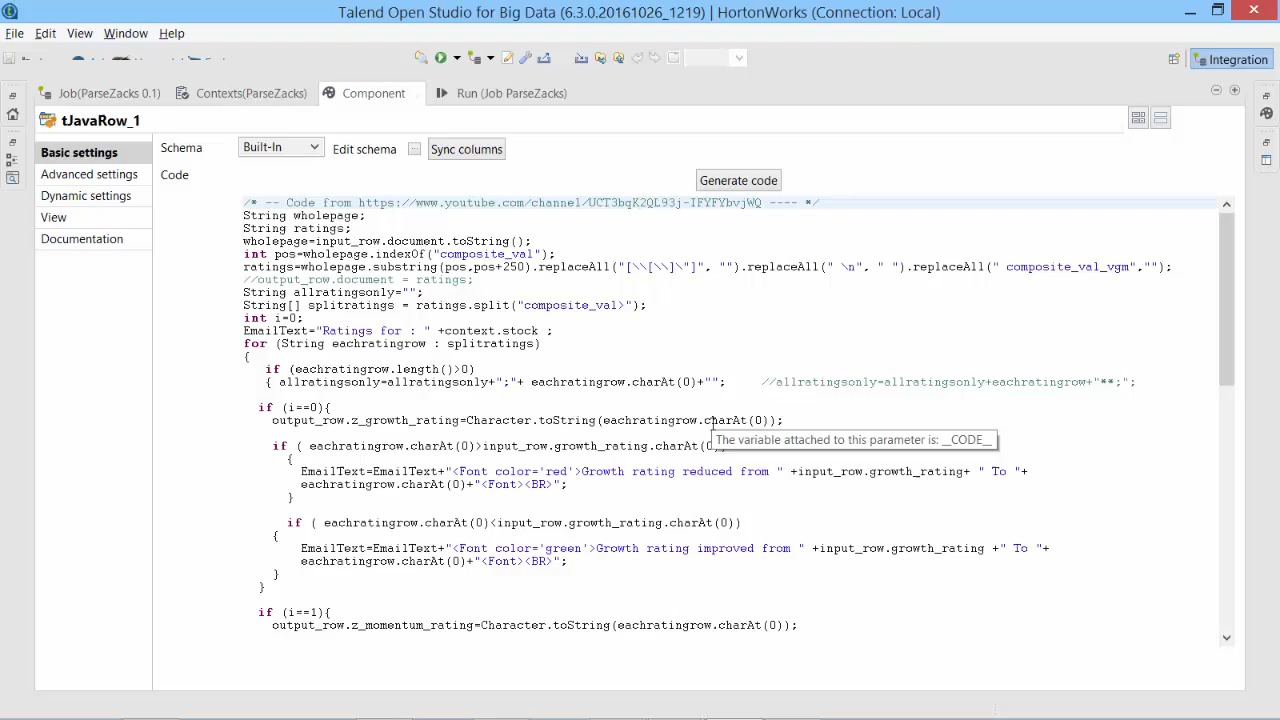 Talend Open Studio for Big Data (6.3.0.20161026_1219) | HortonWorks (Connection: Local)
File Edit View Window Help
Integration
Job(ParseZacks 0.1) Contexts(ParseZacks) Component Run (Job ParseZacks)
tJavaRow_1
Basic settings
Advanced settings
Dynamic settings
View
Documentation
Schema Built-In Edit schema ... Sync columns
Code
Generate code
/* -- Code from https://www.youtube.com/channel/UCT3bqK2QL93j-IFYFYbvjWQ ---- */
String wholepage;
String ratings;
wholepage=input_row.document.toString();
int pos=wholepage.indexOf("composite_val");
ratings=wholepage.substring(pos,pos+250).replaceAll("[\\[\\]\"]", "").replaceAll(" \n", " ").replaceAll(" composite_val_vgm","");
//output_row.document = ratings;
String allratingsonly="";
String[] splitratings = ratings.split("composite_val>");
int i=0;
EmailText="Ratings for : " +context.stock ;
for (String eachratingrow : splitratings)
{
if (eachratingrow.length()>0)
{ allratingsonly=allratingsonly+";"+ eachratingrow.charAt(0)+""; //allratingsonly=allratingsonly+eachratingrow+"**;";
if (i==0){
output_row.z_growth_rating=Character.toString(eachratingrow.charAt(0));
The variable attached to this parameter is: __CODE__
if ( eachratingrow.charAt(0)>input_row.growth_rating.charAt(0)
{
EmailText=EmailText+"<Font color='red'>Growth rating reduced from " +input_row.growth_rating+ " To "+
eachratingrow.charAt(0)+"<Font><BR>";
}
if ( eachratingrow.charAt(0)<input_row.growth_rating.charAt(0))
{
EmailText=EmailText+"<Font color='green'>Growth rating improved from " +input_row.growth_rating +" To "+
eachratingrow.charAt(0)+"<Font><BR>";
}
}
if (i==1){
output_row.z_momentum_rating=Character.toString(eachratingrow.charAt(0));